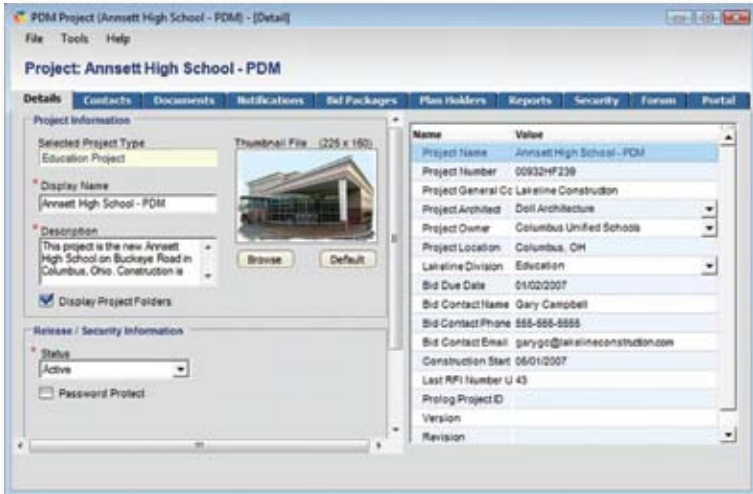 PDM Project (Annsett High School - PDM) - [Detail]
File Tools Help
Project: Annsett High School - PDM
Details Contacts Documents Notifications Bid Packages Plan Holders Reports Security Forum Portal
Project Information
Selected Project Type
Education Project
Thumbnail File (225 x 160)
* Display Name
Annsett High School - PDM
* Description
This project is the new Annsett
High School on Buckeye Road in
Columbus, Ohio. Construction is
Browse Default
Display Project Folders
Release / Security Information
* Status
Active
Password Protect
Name Value
Project Name Annsett High School - PDM
Project Number 00932HF239
Project General Cc Lakeline Construction
Project Architect Doll Architecture
Project Owner Columbus Unified Schools
Project Location Columbus, OH
Lakeline Division Education
Bid Due Date 01/02/2007
Bid Contact Name Gary Campbell
Bid Contact Phone 555-555-5555
Bid Contact Email garygc@lakelineconstruction.com
Construction Start 06/01/2007
Last RFI Number U 43
Prolog Project ID
Version
Revision